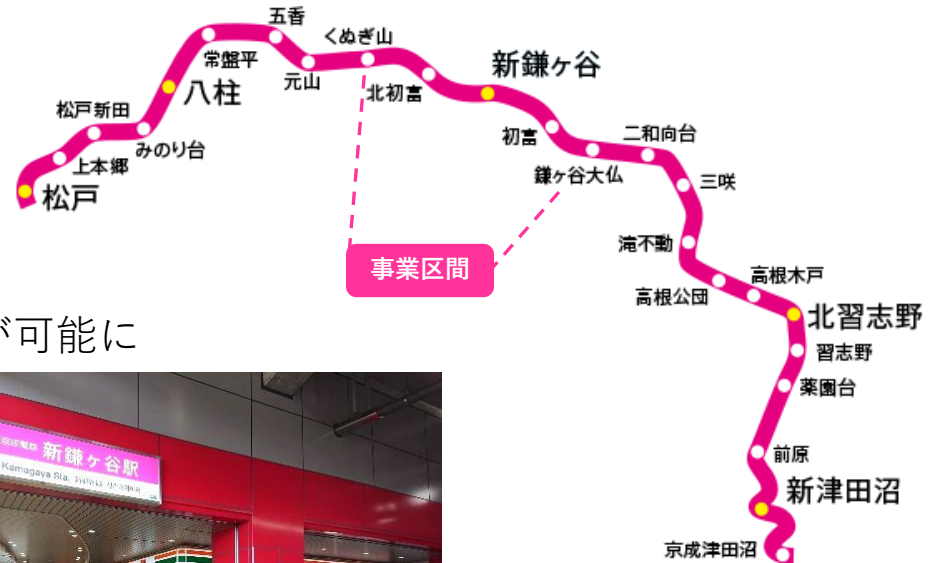 五香
くぬぎ山
常盤平
元山
新鎌ヶ谷
八柱
北初富
松戸新田
初富
二和向台
みのり台
上本郷
鎌ヶ谷大仏
三咲
松戸
滝不動
事業区間
高根木戸
高根公団
北習志野
が可能に
習志野
薬園台
新鎌ヶ谷駅
Kamagaya Sta.
前原
新津田沼
京成津田沼